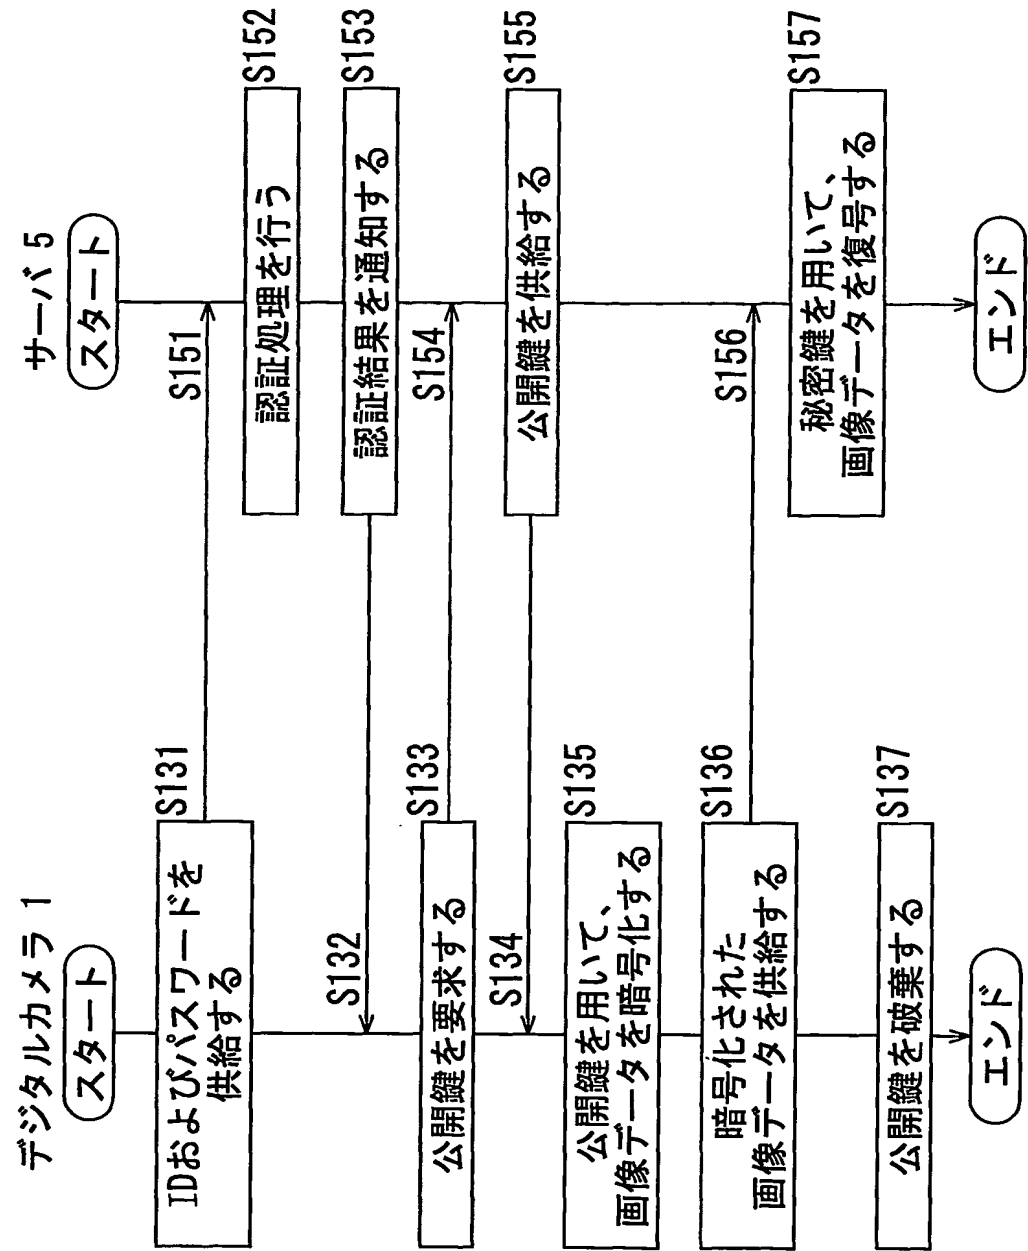 デジタルカメラ 1
スタート
IDおよびパスワードを
供給する
S131
S132
公開鍵を要求する
S133
S134
公開鍵を用いて、
画像データを暗号化する
S135
暗号化された
画像データを供給する
S136
公開鍵を破棄する
S137
エンド
サーバ 5
スタート
S151
認証処理を行う
S152
認証結果を通知する
S153
S154
公開鍵を供給する
S155
S156
秘密鍵を用いて、
画像データを復号する
S157
エンド